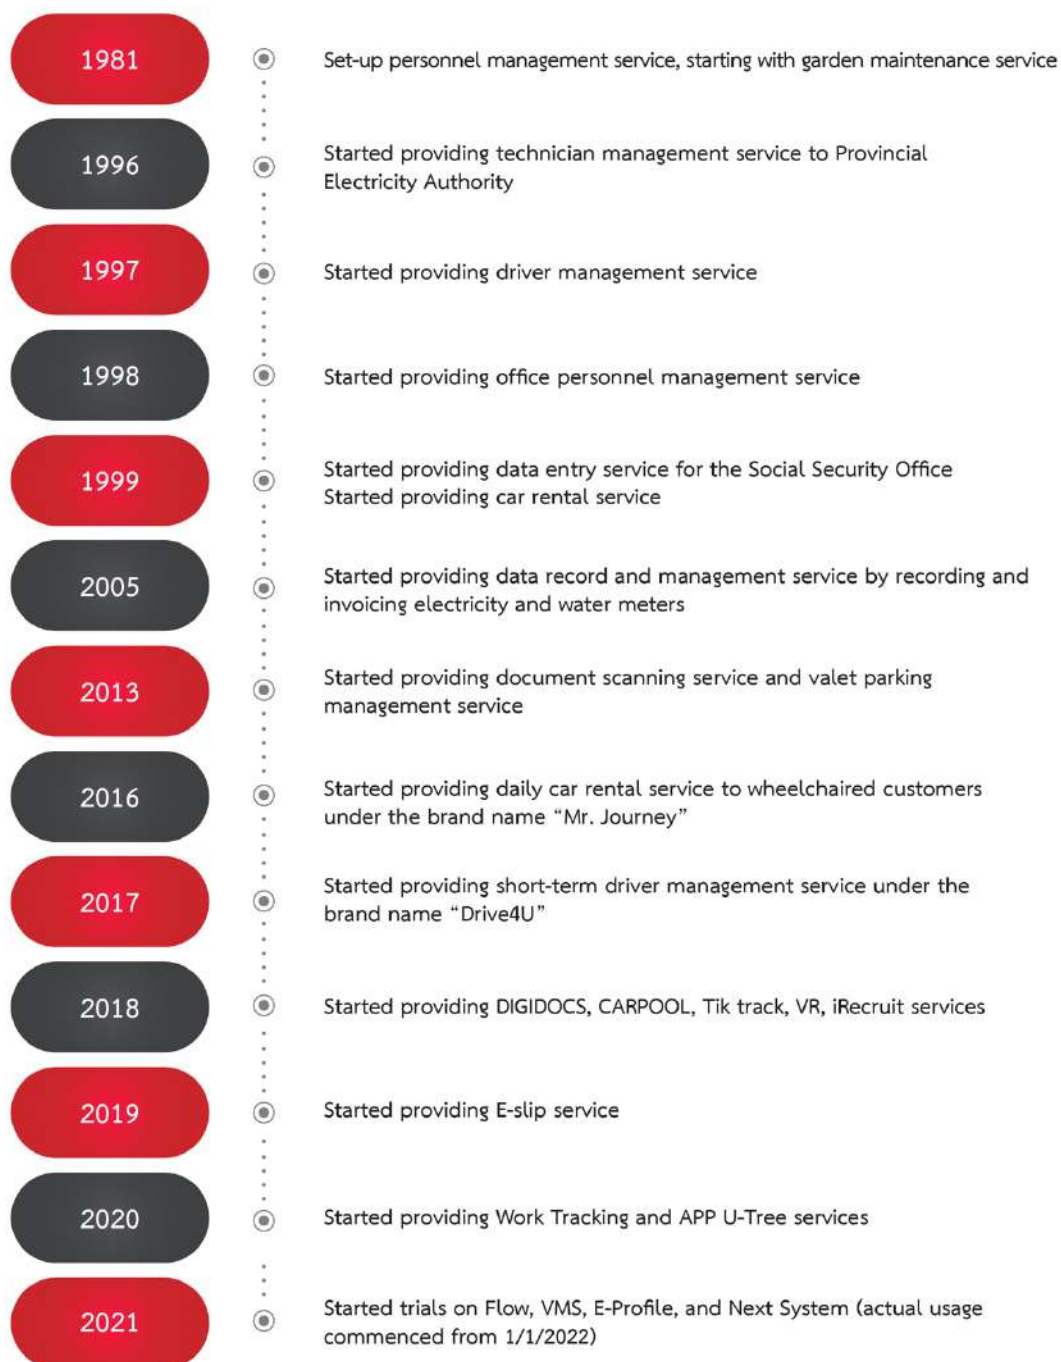 1981
Set-up personnel management service, starting with garden maintenance service
1996
Started providing technician management service to Provincial
Electricity Authority
1997
Started providing driver management service
1998
Started providing office personnel management service
1999
Started providing data entry service for the Social Security Office
Started providing car rental service
2005
Started providing data record and management service by recording and
invoicing electricity and water meters
2013
Started providing document scanning service and valet parking
management service
2016
Started providing daily car rental service to wheelchaired customers
under the brand name “Mr. Journey”
2017
Started providing short-term driver management service under the
brand name “Drive4U”
2018
Started providing DIGIDOCS, CARPOOL, Tik track, VR, iRecruit services
2019
Started providing E-slip service
2020
Started providing Work Tracking and APP U-Tree services
2021
Started trials on Flow, VMS, E-Profile, and Next System (actual usage
commenced from 1/1/2022)